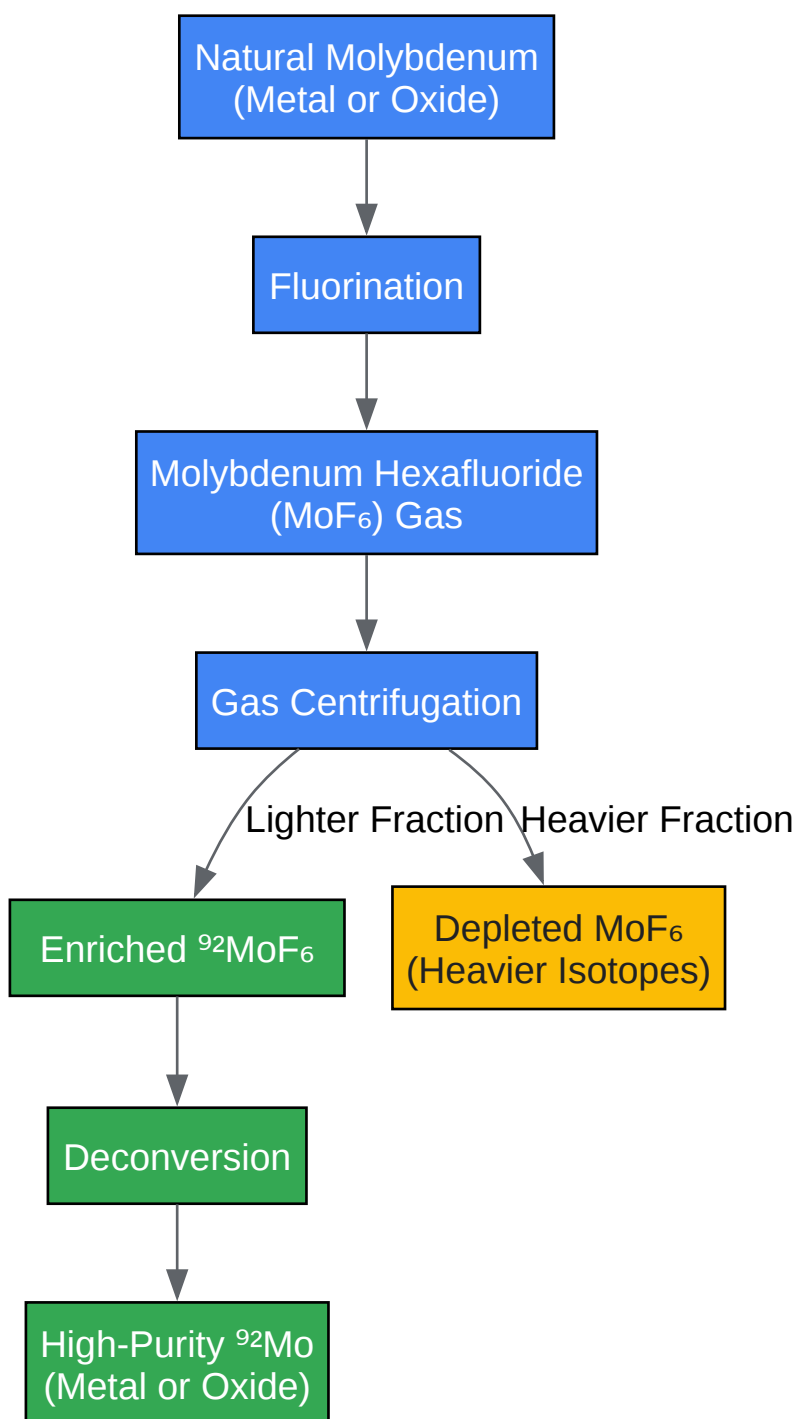 Natural Molybdenum
(Metal or Oxide)
Fluorination
Molybdenum Hexafluoride
(MoF₆) Gas
Gas Centrifugation
Lighter Fraction
Heavier Fraction
Enriched ⁹²MoF₆
Depleted MoF₆
(Heavier Isotopes)
Deconversion
High-Purity ⁹²Mo
(Metal or Oxide)